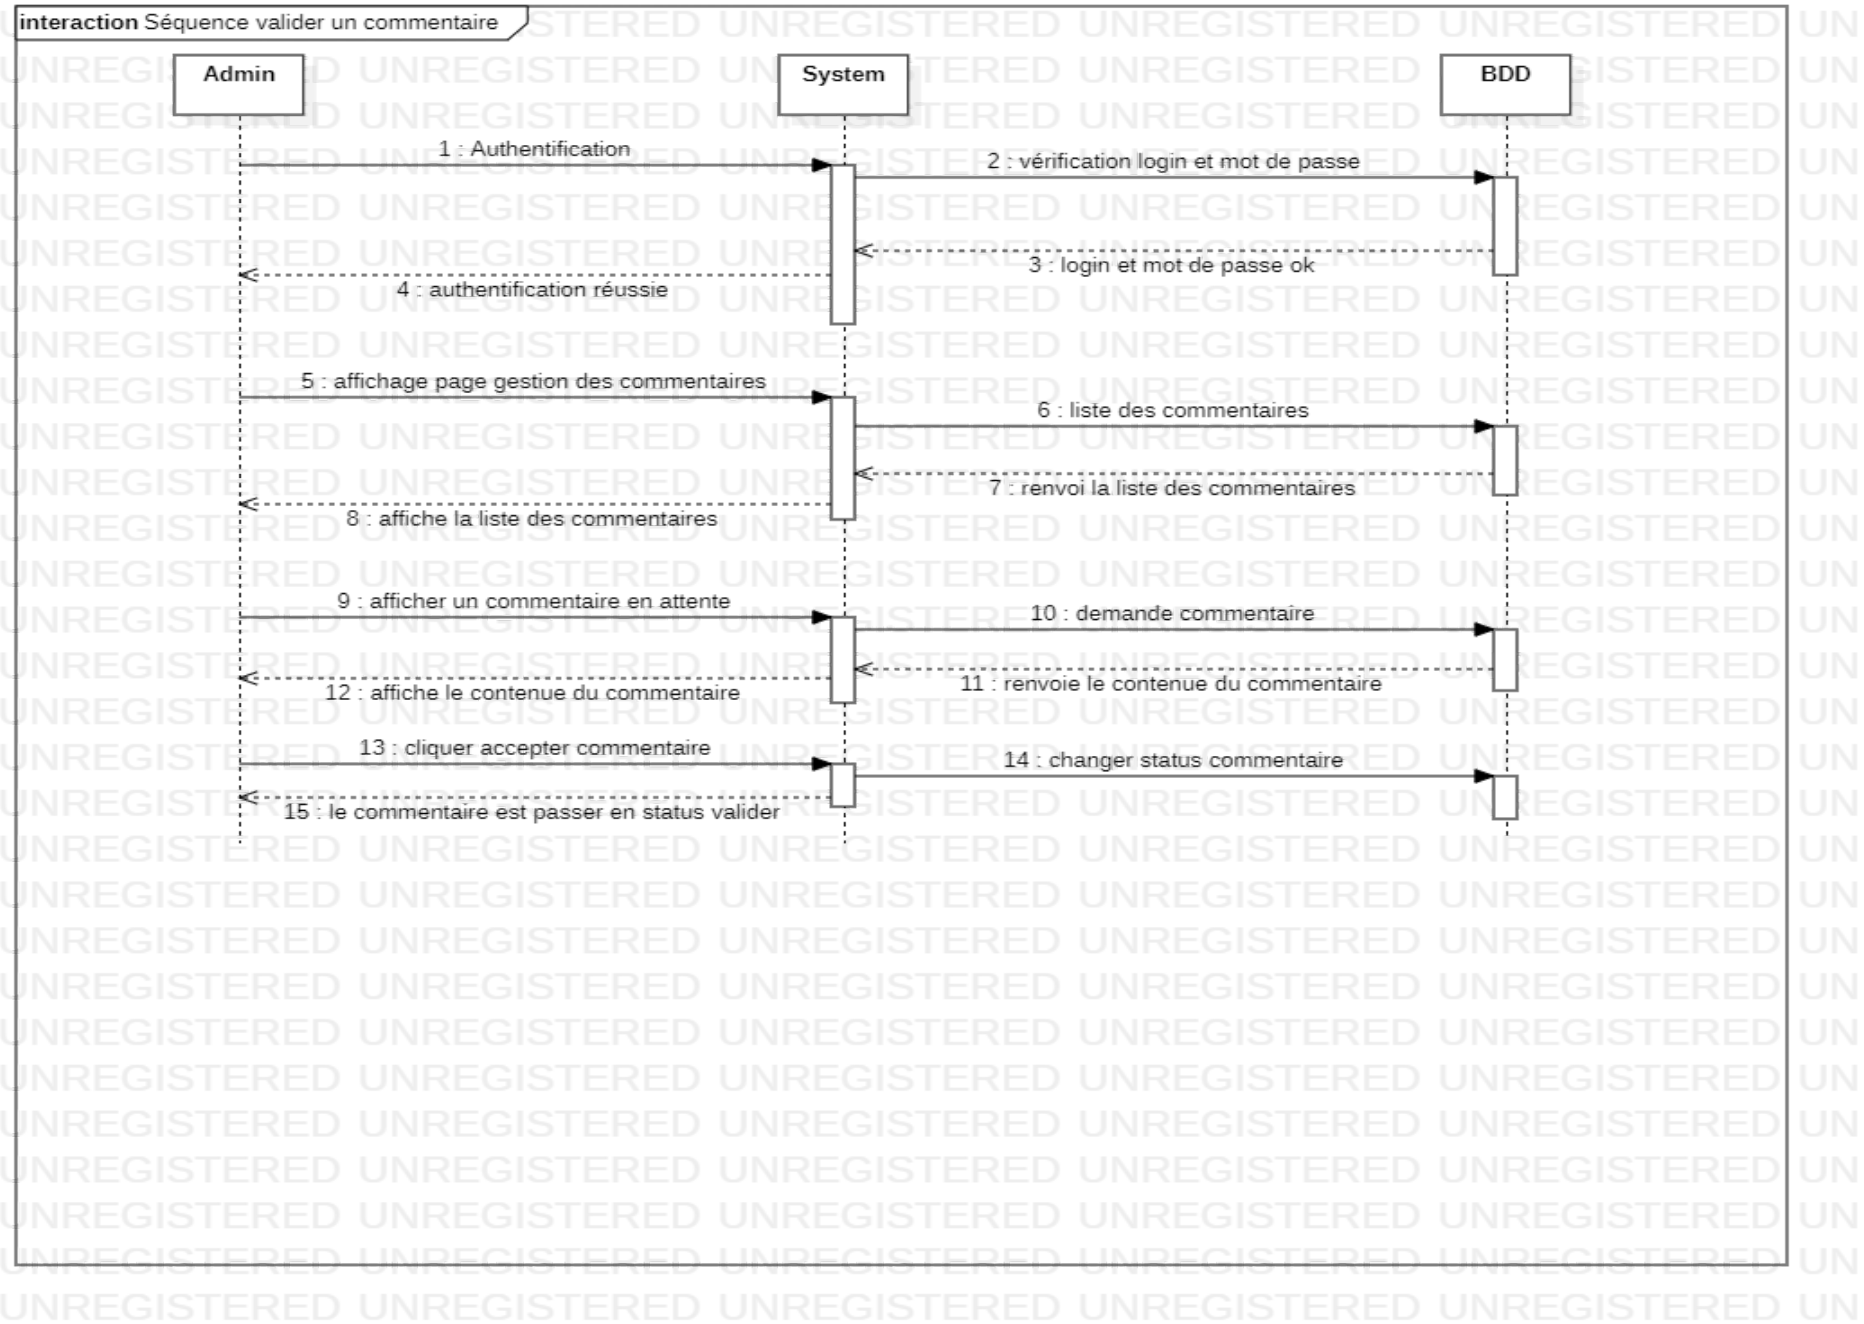 interaction Séquence valider un commentaire
Admin
System
BDD
1 : Authentification
2 : vérification login et mot de passe
3 : login et mot de passe ok
4 : authentification réussie
5 : affichage page gestion des commentaires
6 : liste des commentaires
7 : renvoi la liste des commentaires
8 : affiche la liste des commentaires
9 : afficher un commentaire en attente
10 : demande commentaire
11 : renvoie le contenue du commentaire
12 : affiche le contenue du commentaire
13 : cliquer accepter commentaire
14 : changer status commentaire
15 : le commentaire est passer en status valider
UNREGISTERED